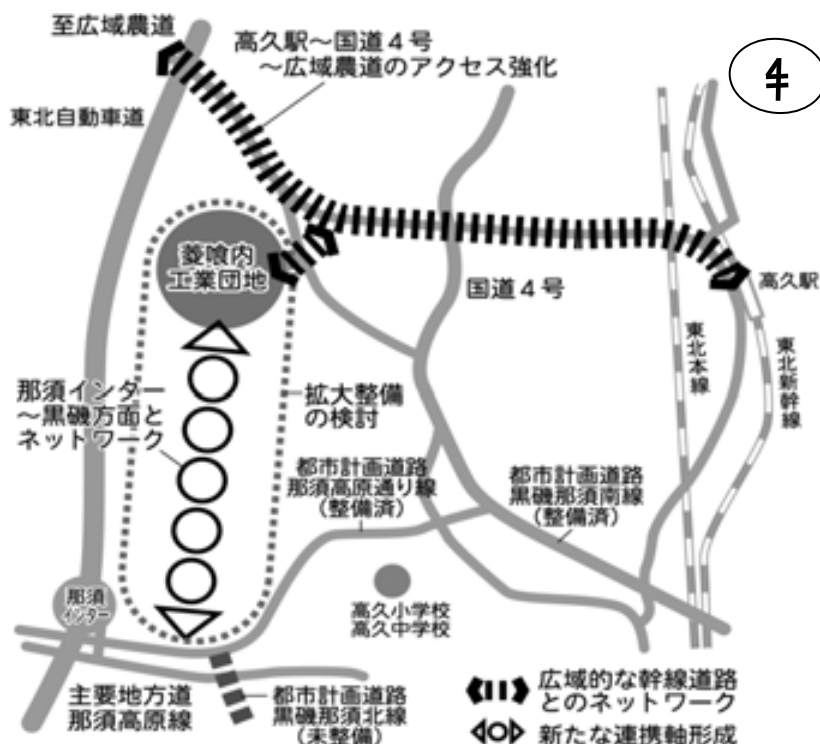 至広域農道
高久駅～国道４号
～広域農道のアクセス強化
東北自動車道
菱喰内
工業団地
国道４号
高久駅
東北本線
東北新幹線
那須インター
～黒磯方面と
ネットワーク
拡大整備
の検討
都市計画道路
那須高原通り線
（整備済）
都市計画道路
黒磯那須南線
（整備済）
那須
インター
高久小学校
高久中学校
主要地方道
那須高原線
都市計画道路
黒磯那須北線
（未整備）
広域的な幹線道路
とのネットワーク
新たな連携軸形成